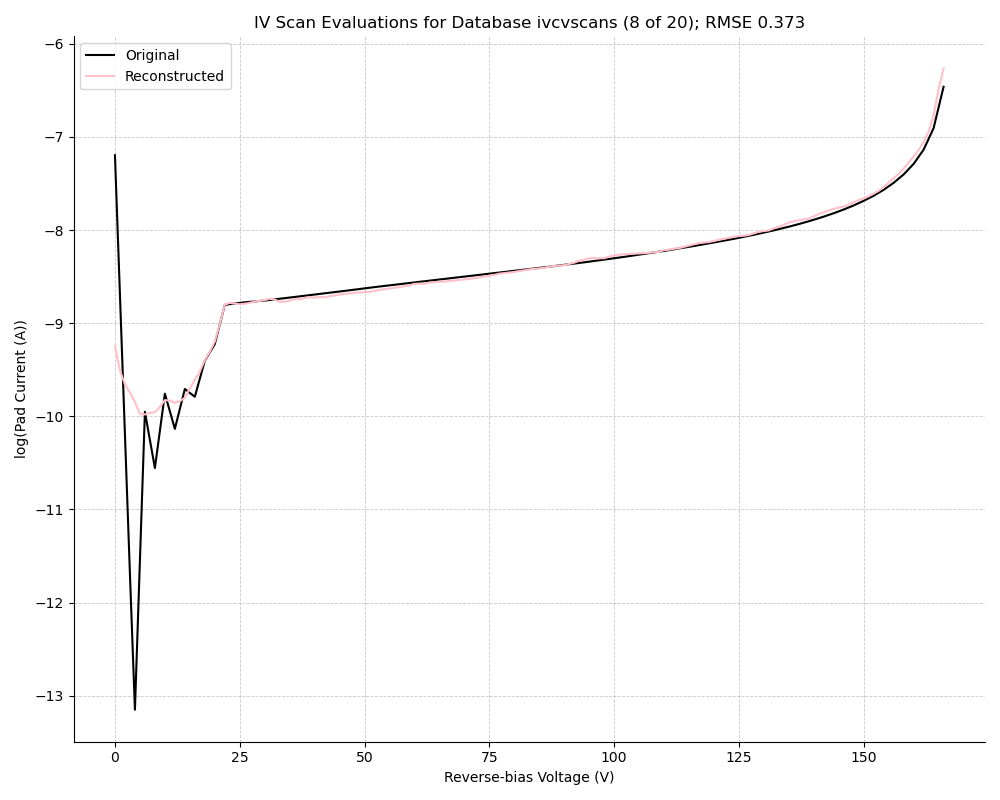 IV Scan Evaluations for Database ivcvscans (8 of 20); RMSE 0.373
Original
Reconstructed
log(Pad Current (A))
−6
−7
−8
−9
−10
−11
−12
−13
0 25 50 75 100 125 150
Reverse-bias Voltage (V)